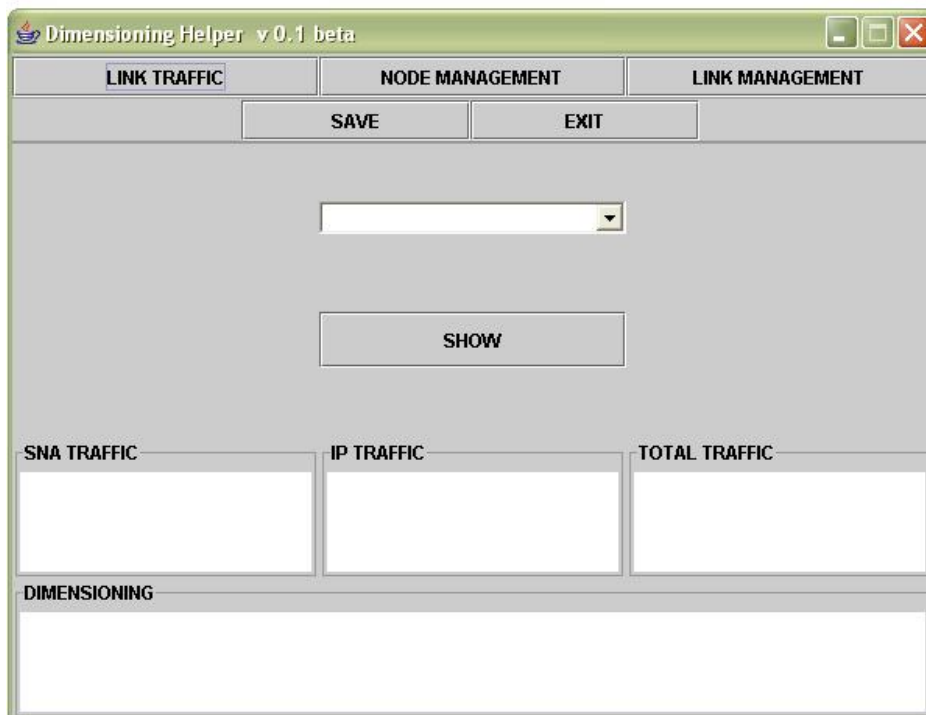 Dimensioning Helper v 0.1 beta
LINK TRAFFIC NODE MANAGEMENT LINK MANAGEMENT
SAVE EXIT
SHOW
SNA TRAFFIC IP TRAFFIC TOTAL TRAFFIC
DIMENSIONING